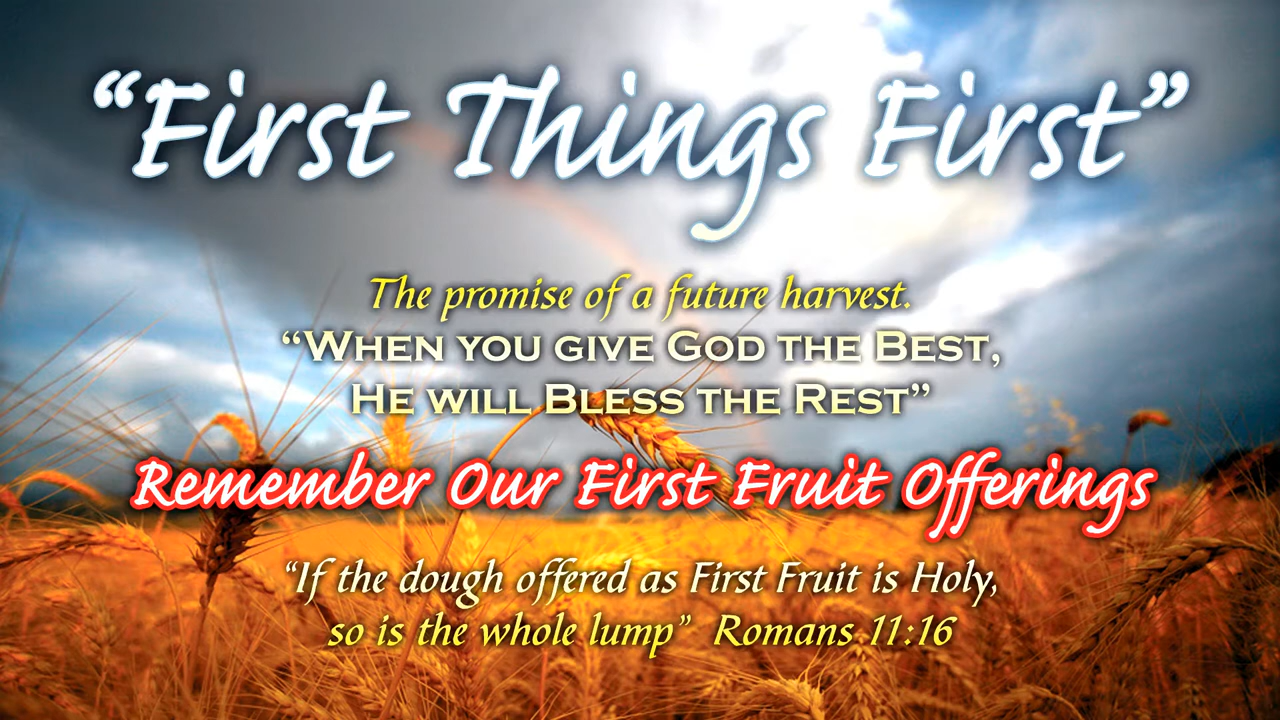 “First Things First”
The promise of a future harvest.
“When you give God the Best,
He will Bless the Rest”
Remember Our First Fruit Offerings
“If the dough offered as First Fruit is Holy,
so is the whole lump” Romans 11:16